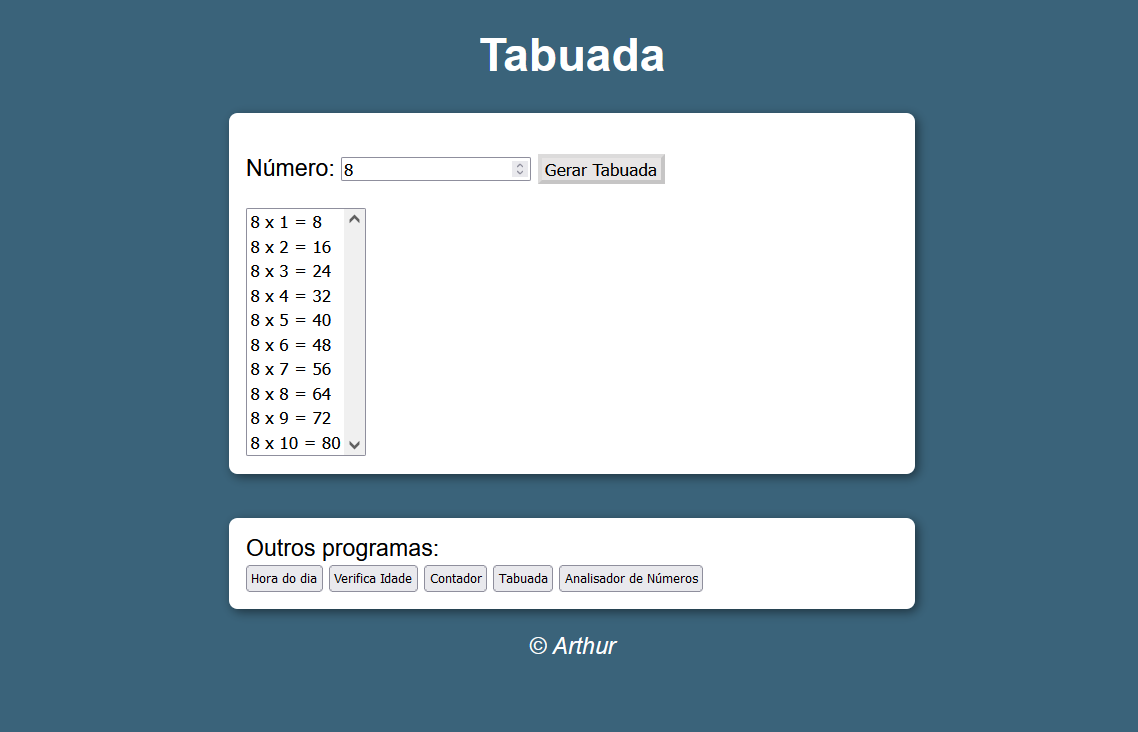 Tabuada
Número: 8 Gerar Tabuada
8 x 1 = 8
8 x 2 = 16
8 x 3 = 24
8 x 4 = 32
8 x 5 = 40
8 x 6 = 48
8 x 7 = 56
8 x 8 = 64
8 x 9 = 72
8 x 10 = 80
Outros programas:
Hora do dia Verifica Idade Contador Tabuada Analisador de Números
© Arthur